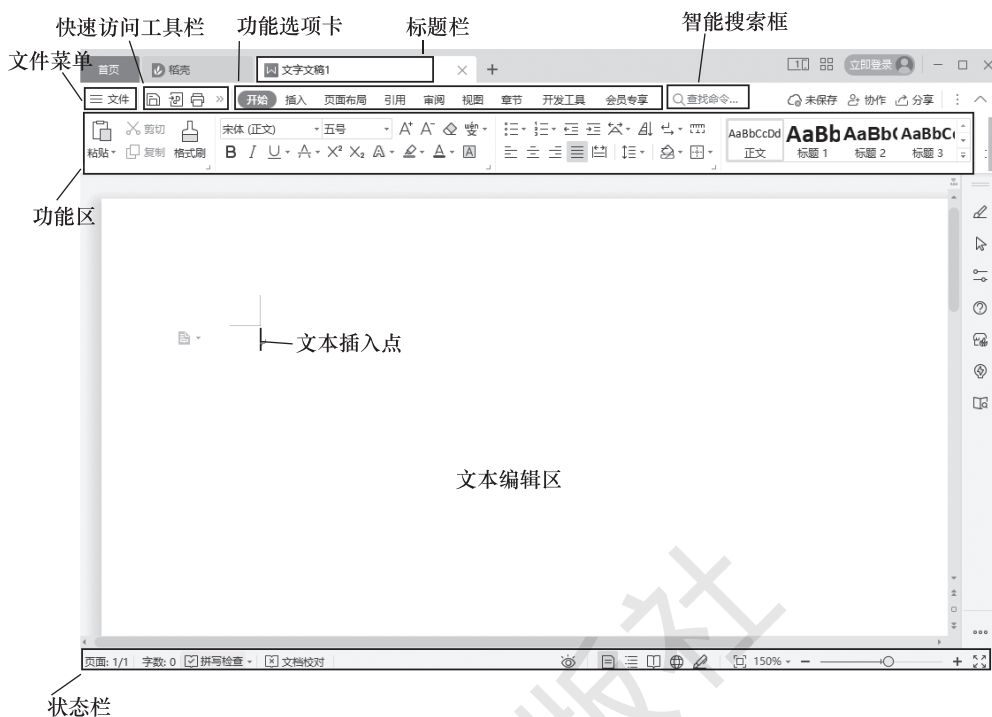 快速访问工具栏 功能选项卡 标题栏 智能搜索框
文件菜单
首页 稻壳 文字文稿1 × + 1 立即登录
三 文件 » 开始 插入 页面布局 引用 审阅 视图 章节 开发工具 会员专享 查找命令... 未保存 协作 分享
剪切 宋体 (正文) 五号 A⁺ A⁻ wén AaBbCcDd AaBb AaBb( AaBbC(
粘贴 复制 格式刷 B I U A X² X₂ A A A 正文 标题 1 标题 2 标题 3
功能区
文本插入点
文本编辑区
页面: 1/1 字数: 0 拼写检查 文档校对 150% − +
状态栏
版社